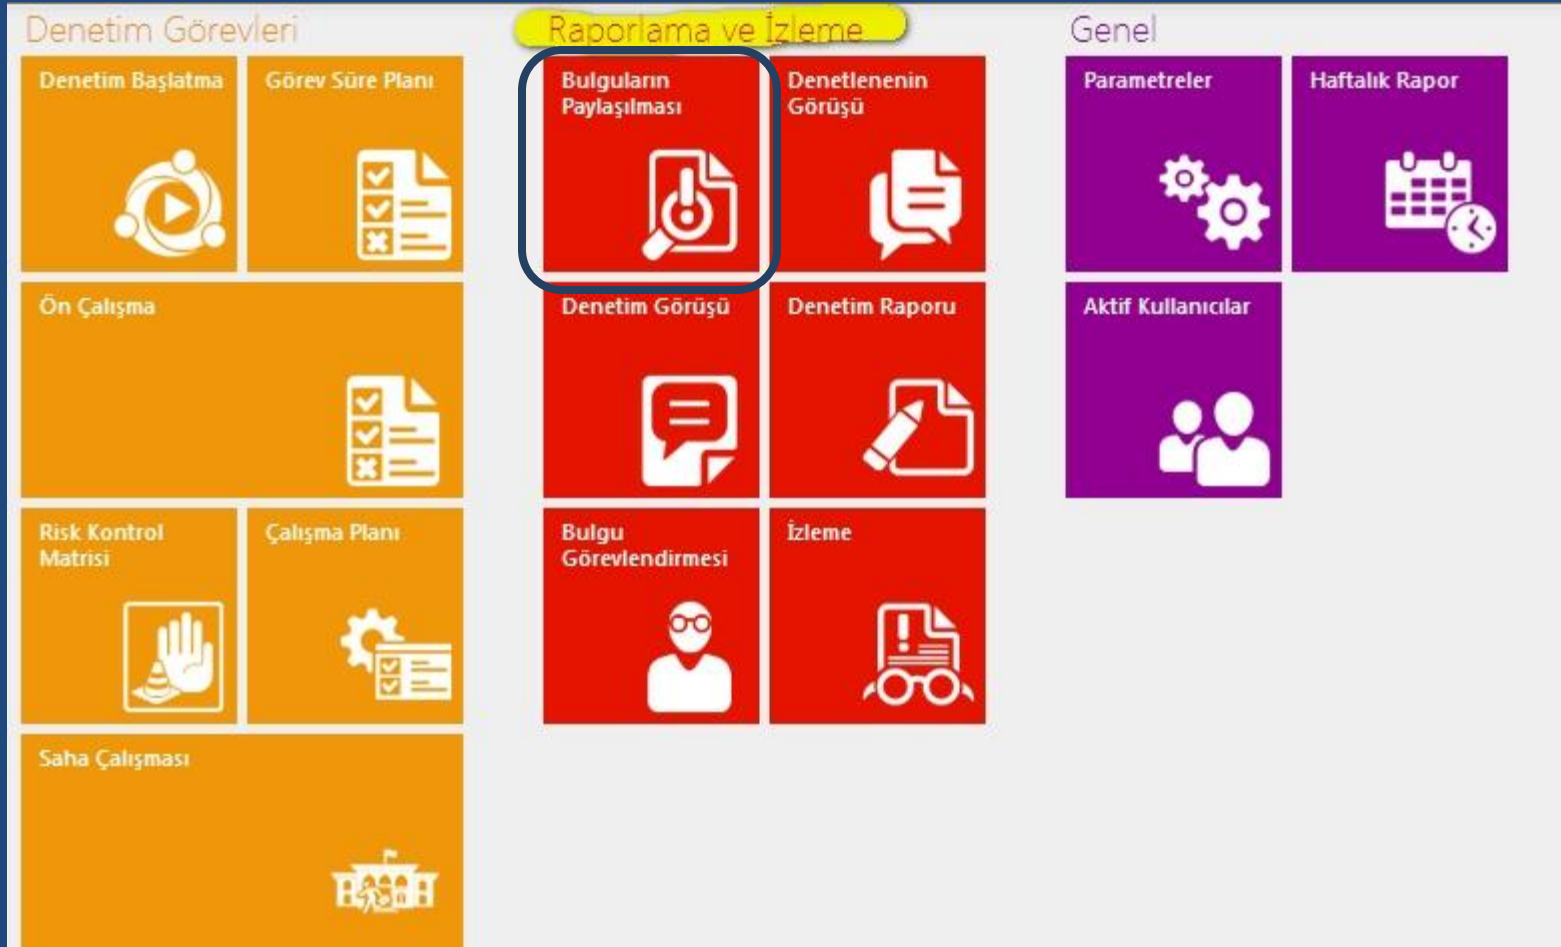 Denetim Görevleri
Denetim Başlatma
Görev Süre Planı
Ön Çalışma
Risk Kontrol
Matrisi
Çalışma Planı
Saha Çalışması
Raporlama ve İzleme
Bulguların
Paylaşılması
Denetlenenin
Görüşü
Denetim Görüşü
Denetim Raporu
Bulgu
Görevlendirmesi
İzleme
Genel
Parametreler
Haftalık Rapor
Aktif Kullanıcılar